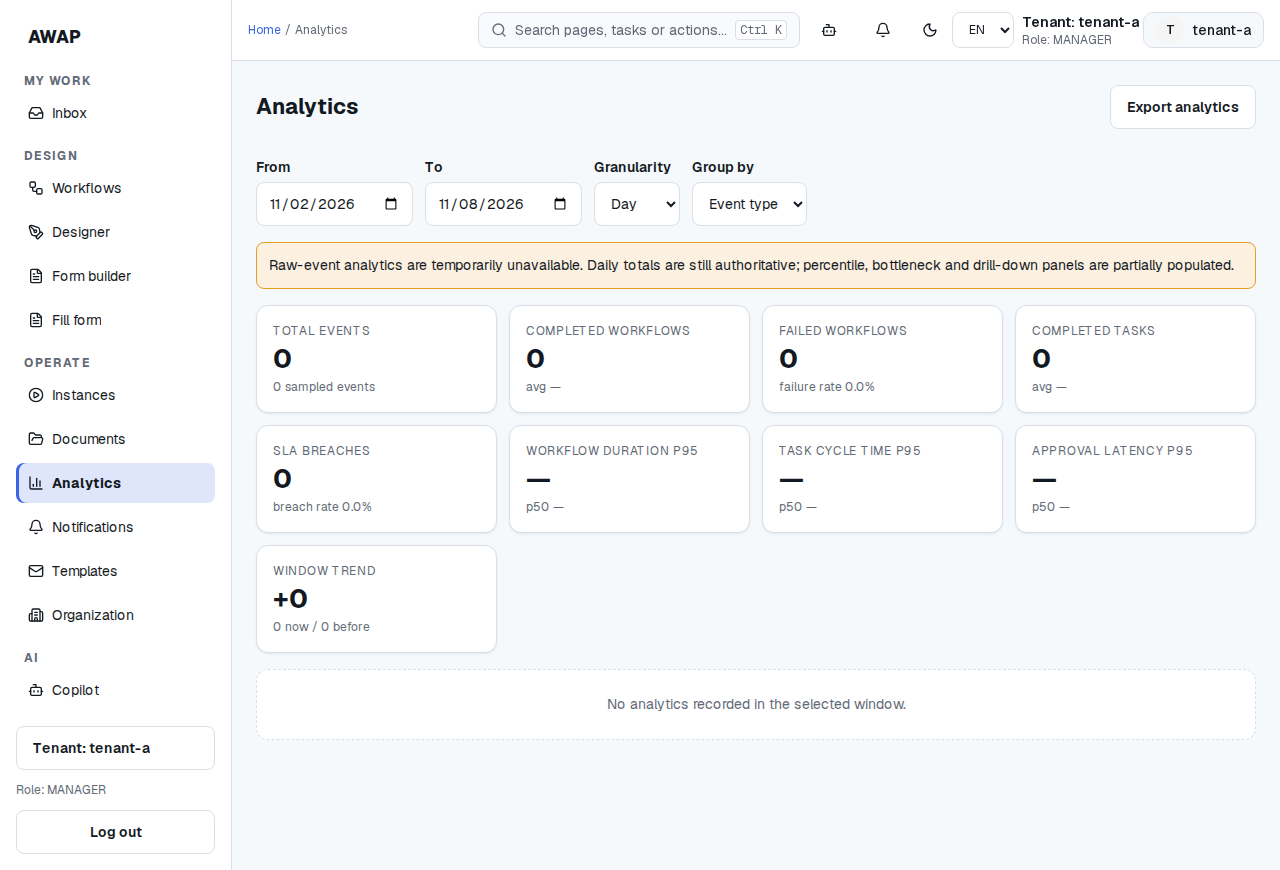 AWAP
MY WORK
Inbox
DESIGN
Workflows
Designer
Form builder
Fill form
OPERATE
Instances
Documents
Analytics
Notifications
Templates
Organization
AI
Copilot
Tenant: tenant-a
Role: MANAGER
Log out
Home / Analytics
Search pages, tasks or actions... Ctrl K
EN
Tenant: tenant-a
Role: MANAGER
T tenant-a
Analytics
Export analytics
From To Granularity Group by
11/02/2026 11/08/2026 Day Event type
Raw-event analytics are temporarily unavailable. Daily totals are still authoritative; percentile, bottleneck and drill-down panels are partially populated.
TOTAL EVENTS
0
0 sampled events
COMPLETED WORKFLOWS
0
avg —
FAILED WORKFLOWS
0
failure rate 0.0%
COMPLETED TASKS
0
avg —
SLA BREACHES
0
breach rate 0.0%
WORKFLOW DURATION P95
—
p50 —
TASK CYCLE TIME P95
—
p50 —
APPROVAL LATENCY P95
—
p50 —
WINDOW TREND
+0
0 now / 0 before
No analytics recorded in the selected window.